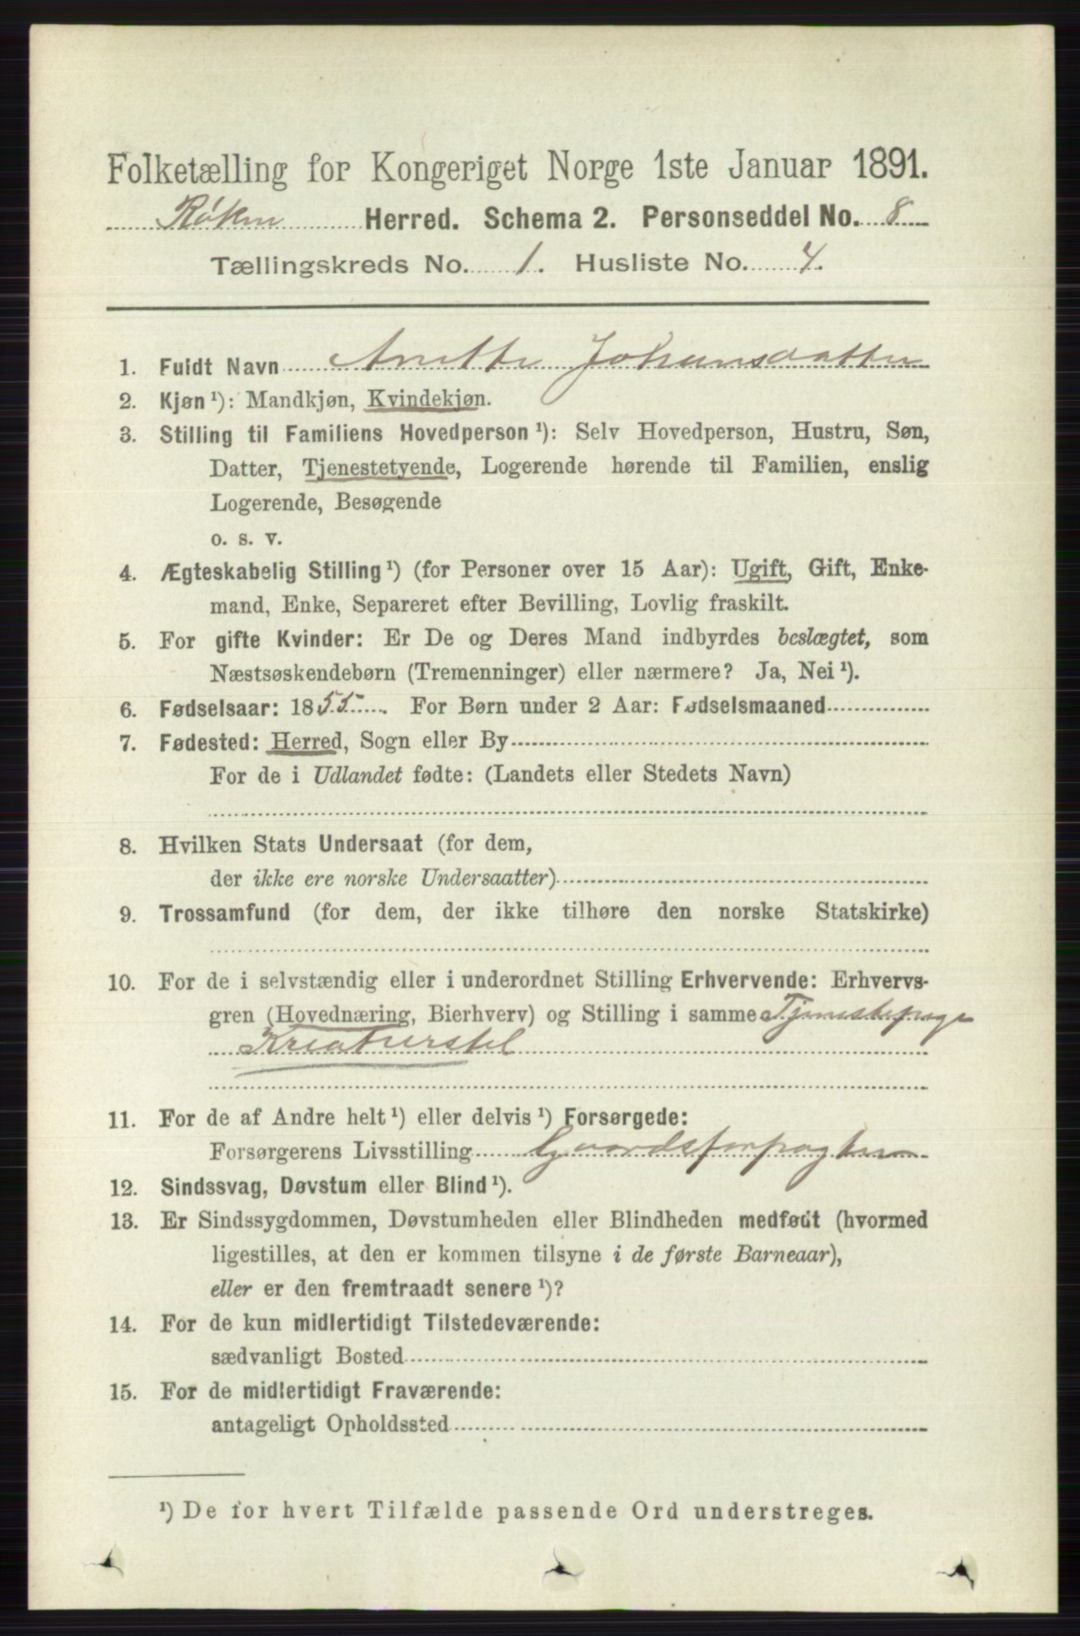 Folketælling for Kongeriget Norge 1ste Januar 1891.
Røken Herred. Schema 2. Personseddel No. 8
Tællingskreds No. 1. Husliste No. 4.
1. Fuldt Navn Anette Johansdatter
2. Kjøn ¹): Mandkjøn, Kvindekjøn.
3. Stilling til Familiens Hovedperson ¹): Selv Hovedperson, Hustru, Søn,
Datter, Tjenestetyende, Logerende hørende til Familien, enslig
Logerende, Besøgende
o. s. v.
4. Ægteskabelig Stilling ¹) (for Personer over 15 Aar): Ugift, Gift, Enke-
mand, Enke, Separeret efter Bevilling, Lovlig fraskilt.
5. For gifte Kvinder: Er De og Deres Mand indbyrdes beslægtet, som
Næstsøskendebørn (Tremenninger) eller nærmere? Ja, Nei ¹).
6. Fødselsaar: 1855. For Børn under 2 Aar: Fødselsmaaned
7. Fødested: Herred, Sogn eller By
For de i Udlandet fødte: (Landets eller Stedets Navn)
8. Hvilken Stats Undersaat (for dem,
der ikke ere norske Undersaatter)
9. Trossamfund (for dem, der ikke tilhøre den norske Statskirke)
10. For de i selvstændig eller i underordnet Stilling Erhvervende: Erhvervs-
gren (Hovednæring, Bierhverv) og Stilling i samme Tjenestepige
Kreaturstel
11. For de af Andre helt ¹) eller delvis ¹) Forsørgede:
Forsørgerens Livsstilling Gaardsforpagter
12. Sindssvag, Døvstum eller Blind ¹).
13. Er Sindssygdommen, Døvstumheden eller Blindheden medfødt (hvormed
ligestilles, at den er kommen tilsyne i de første Barneaar),
eller er den fremtraadt senere ¹)?
14. For de kun midlertidigt Tilstedeværende:
sædvanligt Bosted
15. For de midlertidigt Fraværende:
antageligt Opholdssted
¹) De for hvert Tilfælde passende Ord understreges.